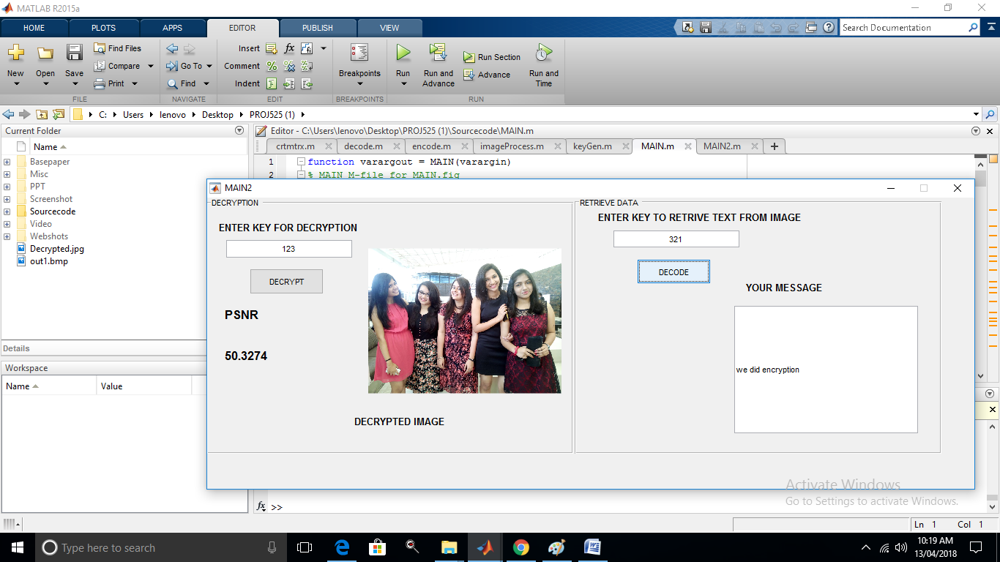 MATLAB R2015a
HOME PLOTS APPS EDITOR PUBLISH VIEW
Search Documentation
New Open Save
Find Files
Compare
Print
FILE
Go To
Find
NAVIGATE
Insert fx
Comment
Indent
EDIT
Breakpoints
BREAKPOINTS
Run
Run and Advance
Run Section
Advance
Run and Time
RUN
C: Users lenovo Desktop PROJ525 (1)
Current Folder
Name
Basepaper
Misc
PPT
Screenshot
Sourcecode
Video
Webshots
Decrypted.jpg
out1.bmp
Details
Workspace
Name Value
Editor - C:\Users\lenovo\Desktop\PROJ525 (1)\Sourcecode\MAIN.m
crtmtrx.m decode.m encode.m imageProcess.m keyGen.m MAIN.m MAIN2.m
1 function varargout = MAIN(varargin)
2 % MAIN M-file for MAIN.fig
MAIN2
DECRYPTION
ENTER KEY FOR DECRYPTION
123
DECRYPT
PSNR
50.3274
DECRYPTED IMAGE
RETRIEVE DATA
ENTER KEY TO RETRIVE TEXT FROM IMAGE
321
DECODE
YOUR MESSAGE
we did encryption
Activate Windows
Go to Settings to activate Windows.
fx >>
Ln 1 Col 1
Type here to search
10:19 AM
13/04/2018